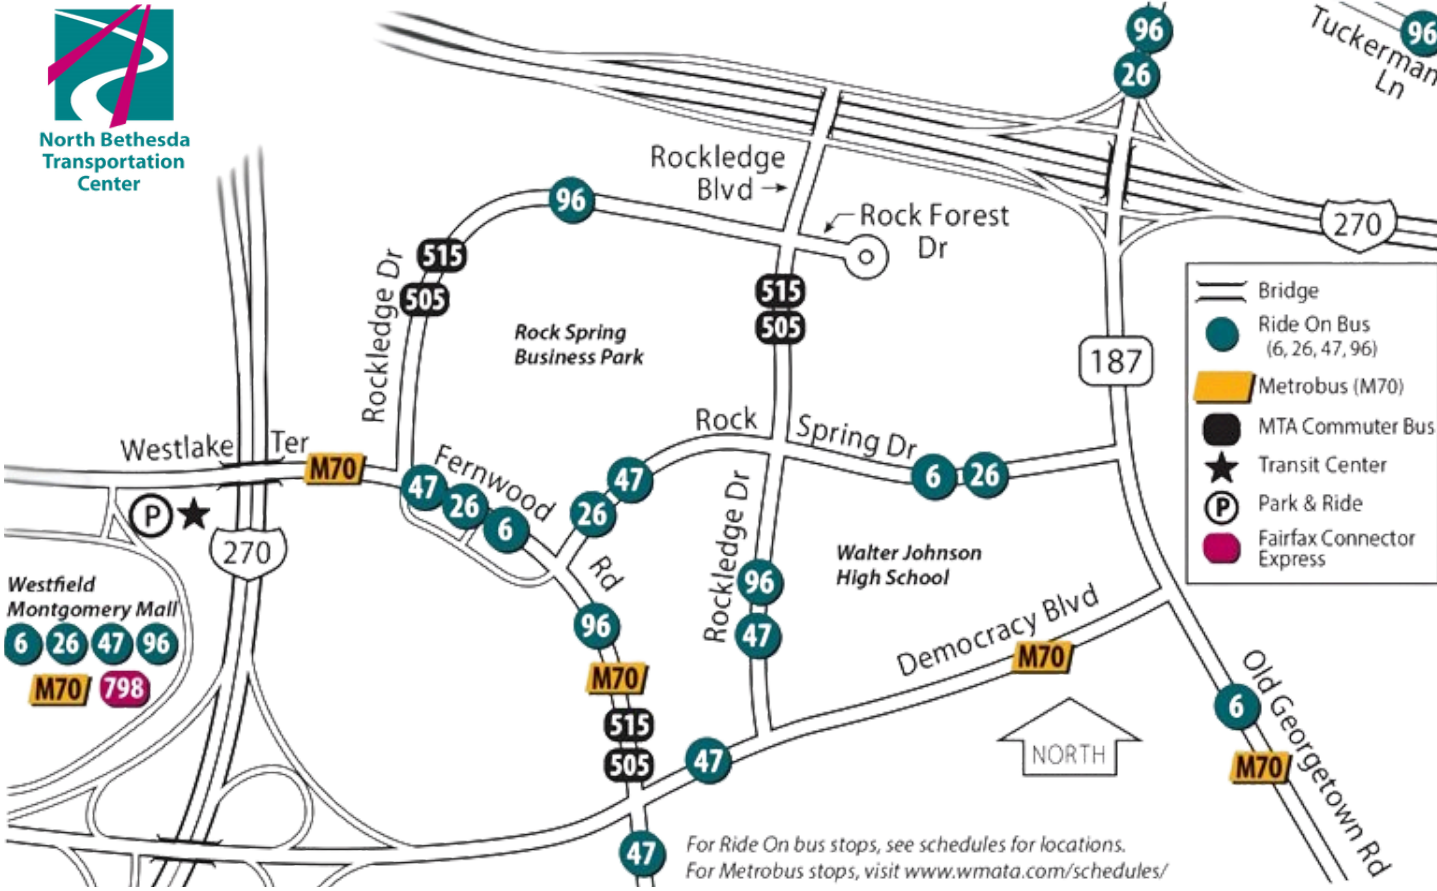 North Bethesda
Transportation
Center
96
26
96
Tuckerman
Ln
Rockledge
Blvd
Rock Forest
Dr
270
96
515
505
Rockledge Dr
515
505
Rock Spring
Business Park
187
Bridge
Ride On Bus
(6, 26, 47, 96)
Metrobus (M70)
MTA Commuter Bus
Transit Center
P
Park & Ride
Fairfax Connector
Express
Westlake Ter
M70
Rock Spring Dr
Fernwood Rd
47
26
6
47
26
6
26
P
270
Rockledge Dr
Walter Johnson
High School
Westfield
Montgomery Mall
6 26 47 96
M70 798
96
M70
515
505
96
47
Democracy Blvd
M70
Old Georgetown Rd
6
M70
NORTH
47
47
For Ride On bus stops, see schedules for locations.
For Metrobus stops, visit www.wmata.com/schedules/